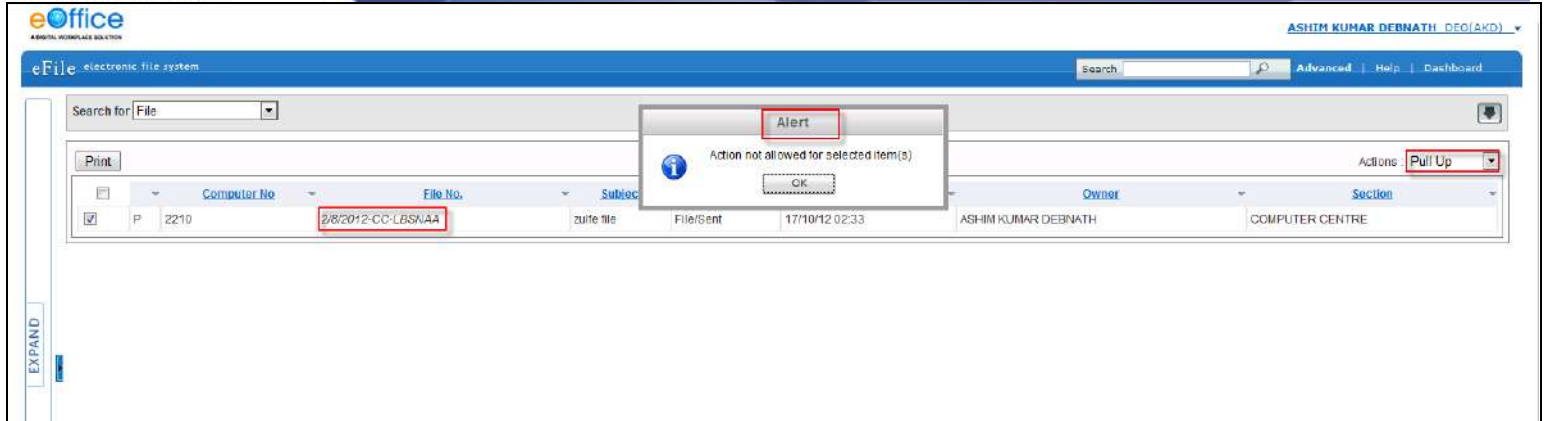 eOffice
A DIGITAL WORKPLACE SOLUTION
ASHIM KUMAR DEBNATH DEO(AKD)
eFile electronic file system
Search
Advanced | Help | Dashboard
Search for File
Alert
Action not allowed for selected item(s)
OK
Print
Actions : Pull Up
Computer No File No. Subjec Owner Section
P 2210 2/8/2012-CC-LBSNAA file File/Sent 17/10/12 02:33 ASHIM KUMAR DEBNATH COMPUTER CENTRE
EXPAND